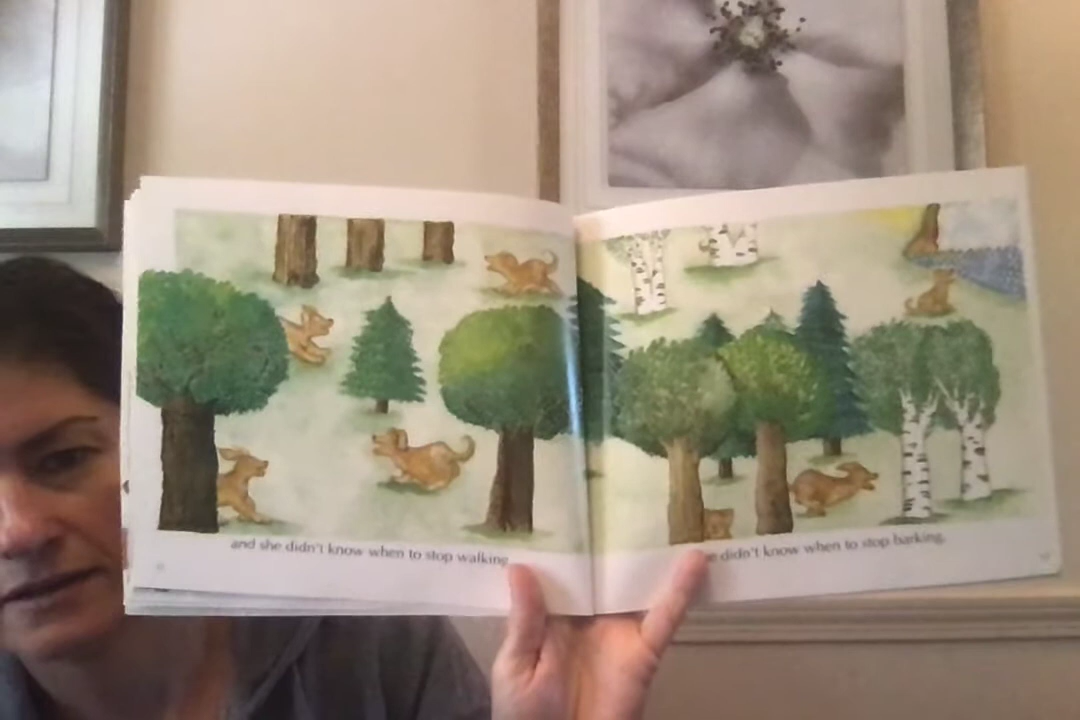 and she didn't know when to stop walking
didn't know when to stop barking.